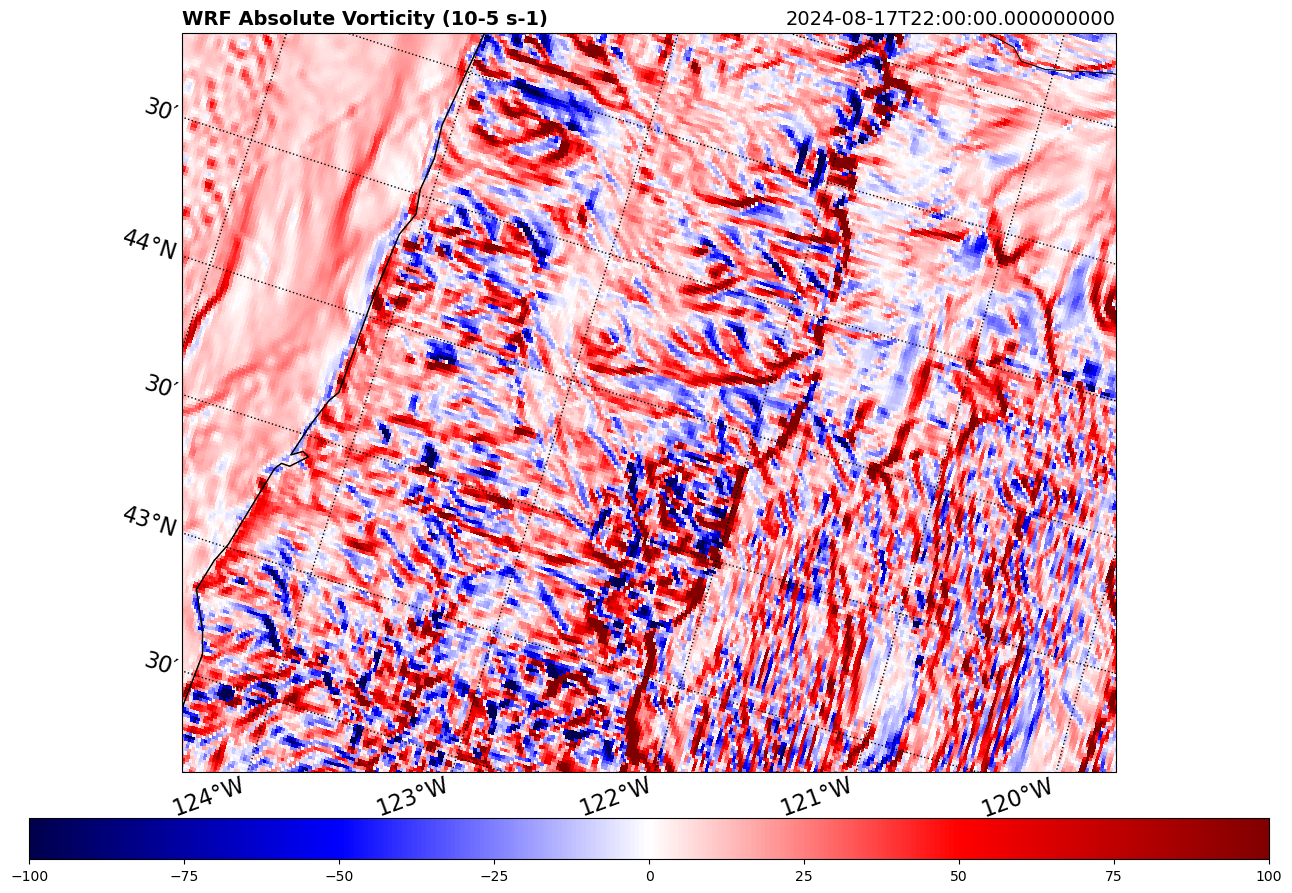 WRF Absolute Vorticity (10-5 s-1)
2024-08-17T22:00:00.000000000
30′
44°N
30′
43°N
30′
124°W
123°W
122°W
121°W
120°W
−100
−75
−50
−25
0
25
50
75
100